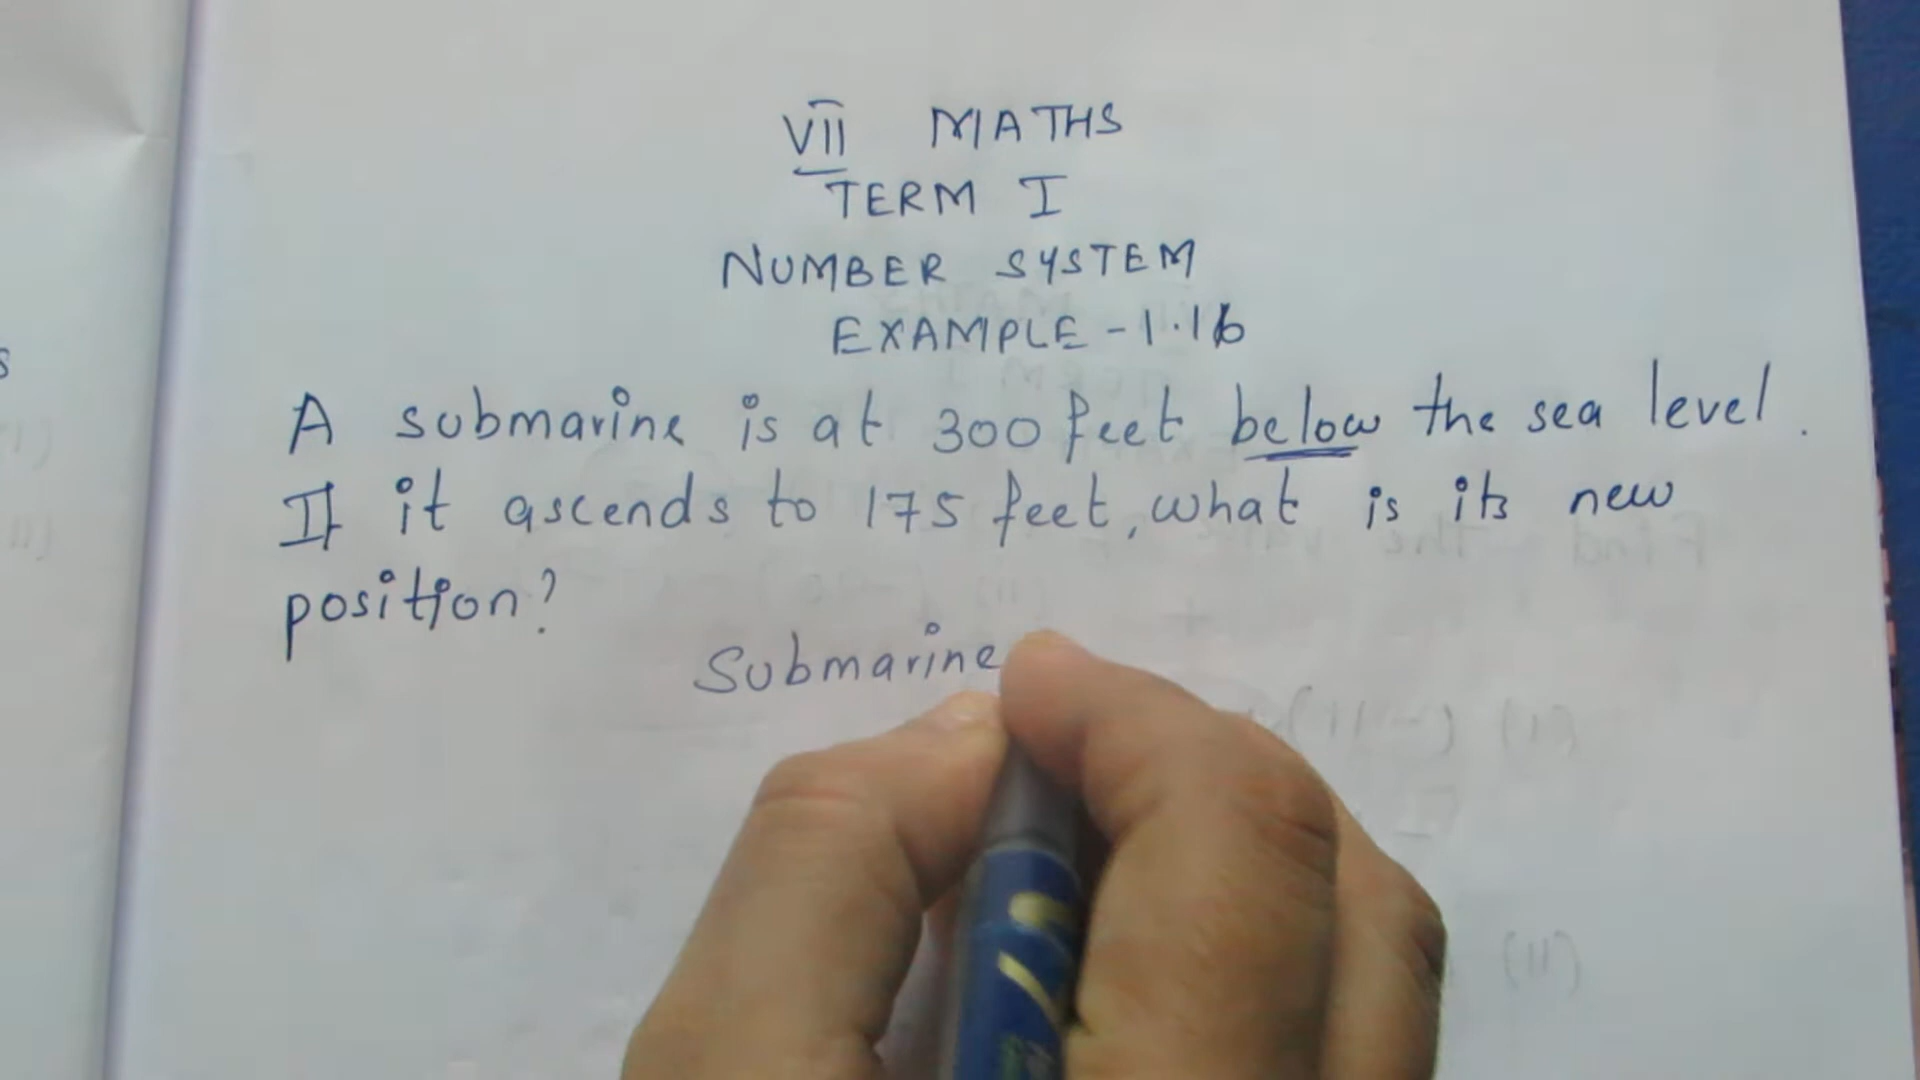 VII MATHS
TERM I
NUMBER SYSTEM
EXAMPLE - 1.16
A submarine is at 300 feet below the sea level.
If it ascends to 175 feet, what is its new
position?
Submarine